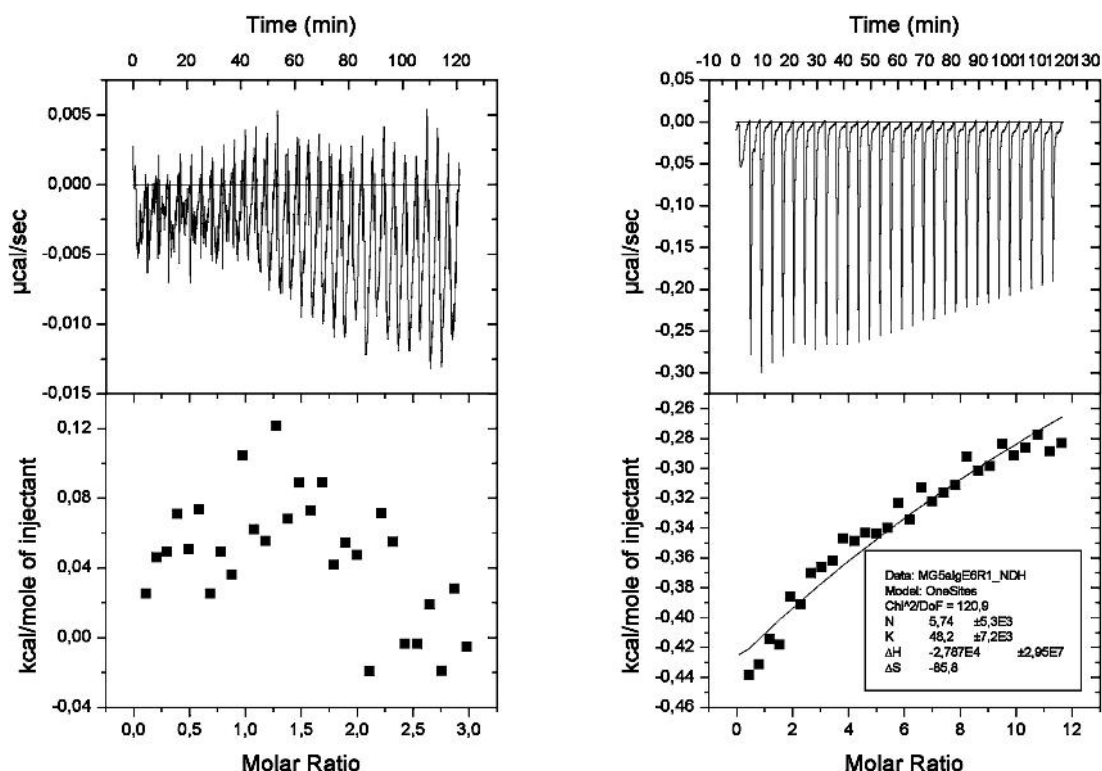 Time (min)
0 10 20 30 40 50 60 70 80 90 100 110 120
0,005
0,000
-0,005
-0,010
-0,015
µcal/sec
0,12
0,08
0,04
0,00
-0,04
kcal/mole of injectant
0,0 0,5 1,0 1,5 2,0 2,5 3,0
Molar Ratio
Time (min)
-10 0 10 20 30 40 50 60 70 80 90 100 110 120 130
0,05
0,00
-0,05
-0,10
-0,15
-0,20
-0,25
-0,30
µcal/sec
-0,26
-0,28
-0,30
-0,32
-0,34
-0,36
-0,38
-0,40
-0,42
-0,44
-0,46
kcal/mole of injectant
Data: MG5algE6R1_NDH
Model: OneSites
Chi^2/DoF = 120,9
N 5,74 ±5,3E3
K 48,2 ±7,2E3
ΔH -2,787E4 ±2,95E7
ΔS -85,8
0 2 4 6 8 10 12
Molar Ratio